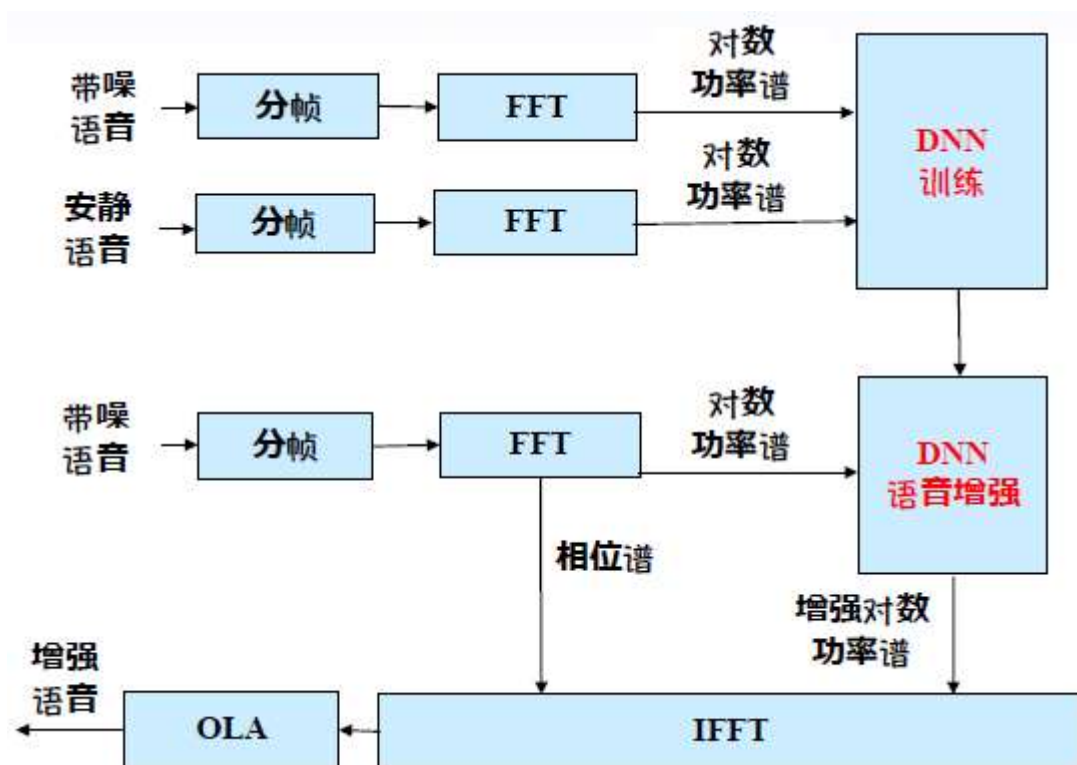 带噪
语音
分帧
FFT
对数
功率谱
DNN
训练
安静
语音
分帧
FFT
对数
功率谱
带噪
语音
分帧
FFT
对数
功率谱
DNN
语音增强
相位谱
增强对数
功率谱
增强
语音
OLA
IFFT